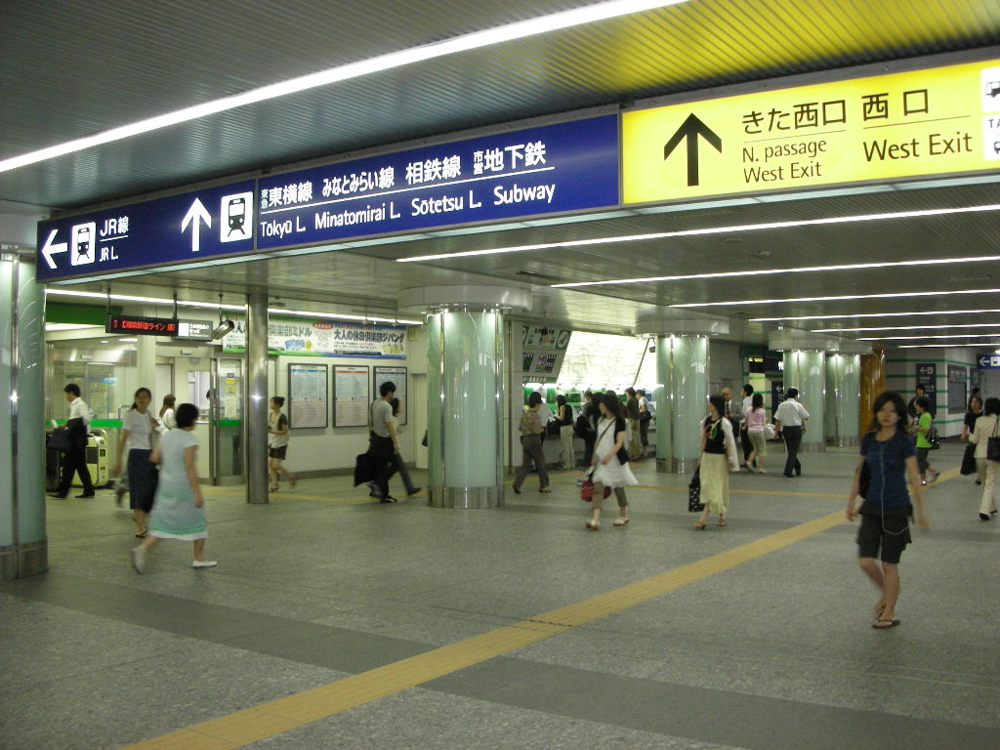 JR線
JR L.
東急東横線 みなとみらい線 相鉄線 市営地下鉄
Tōkyū L. Minatomirai L. Sōtetsu L. Subway
きた西口 西口
N. passage
West Exit
West Exit
大人の休日倶楽部ジパング